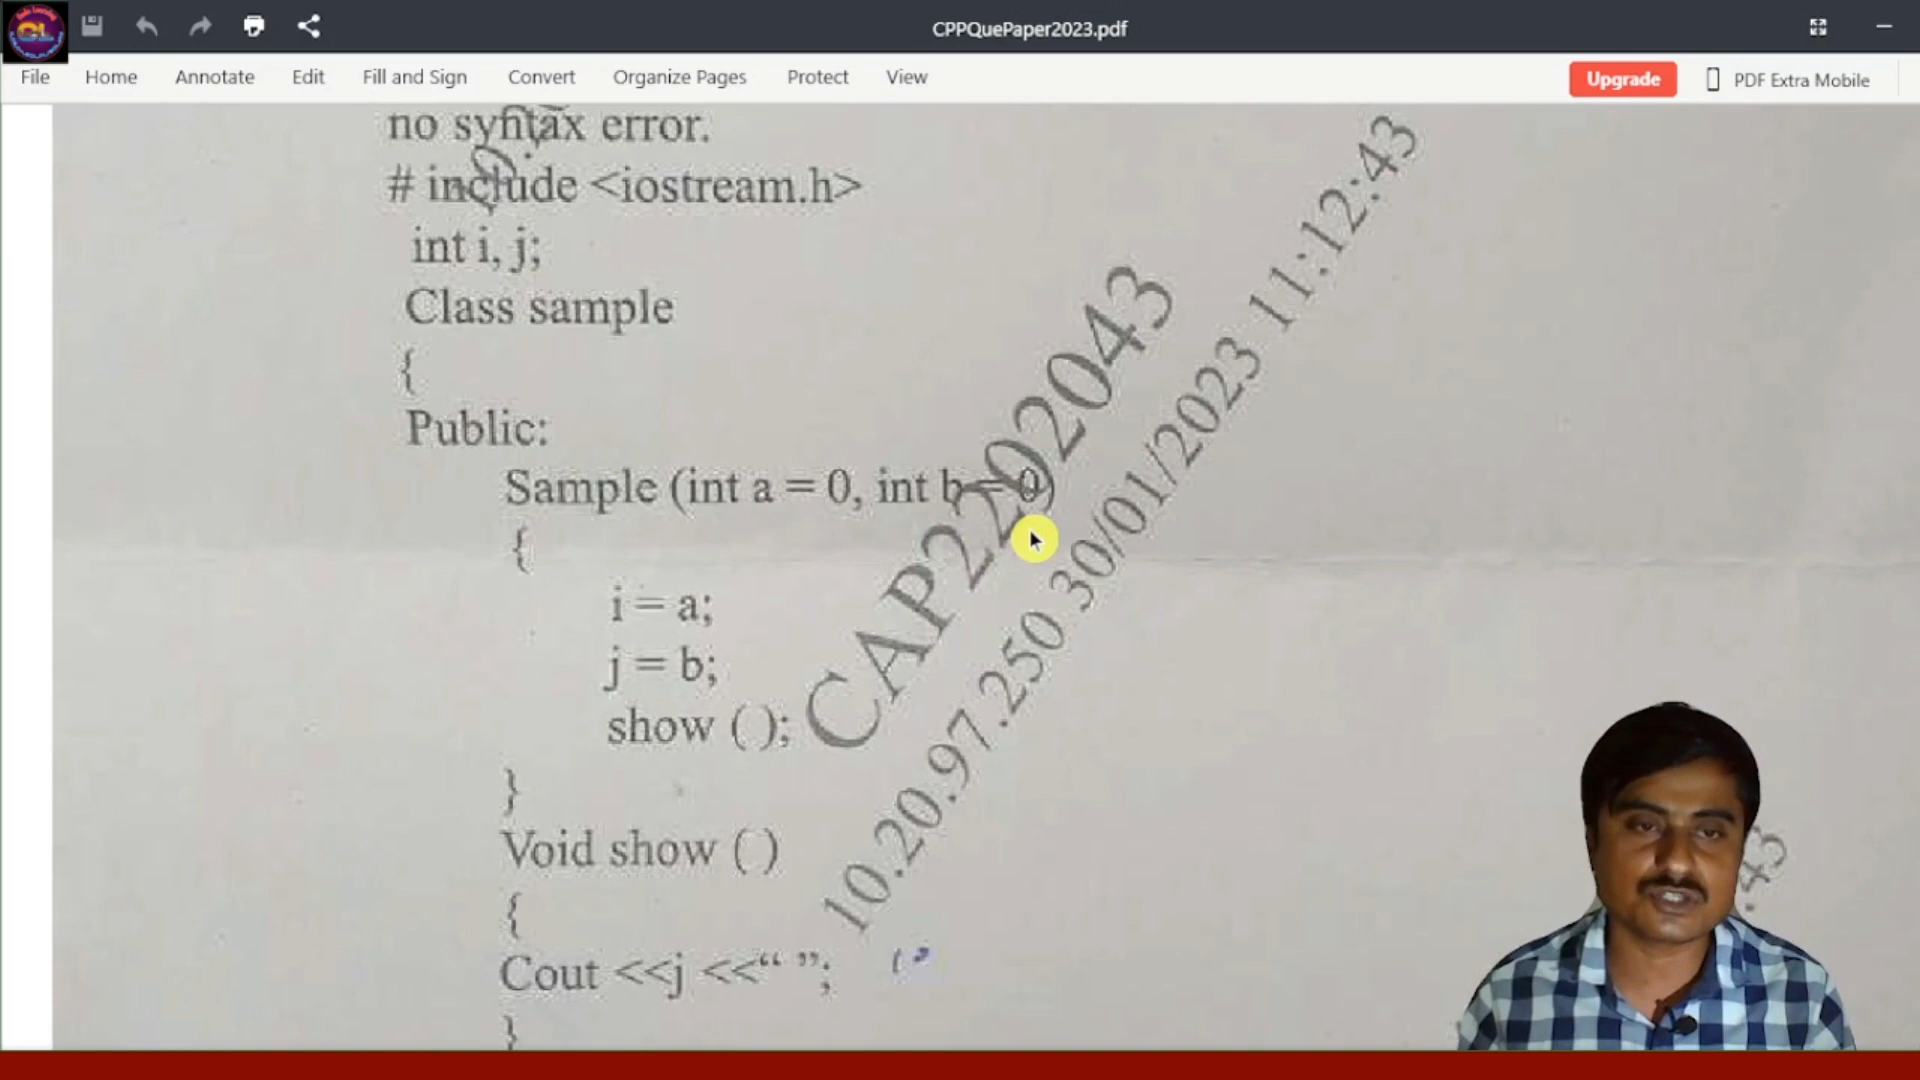 CPPQuePaper2023.pdf
File Home Annotate Edit Fill and Sign Convert Organize Pages Protect View Upgrade PDF Extra Mobile
no syntax error.
# include <iostream.h>
int i, j;
Class sample
{
Public:
Sample (int a = 0, int b = 0)
{
i = a;
j = b;
show ( );
}
Void show ( )
{
Cout <<j <<“ ”;
}
CAP2292043
10.20.97.250 30/01/2023 11:12:43